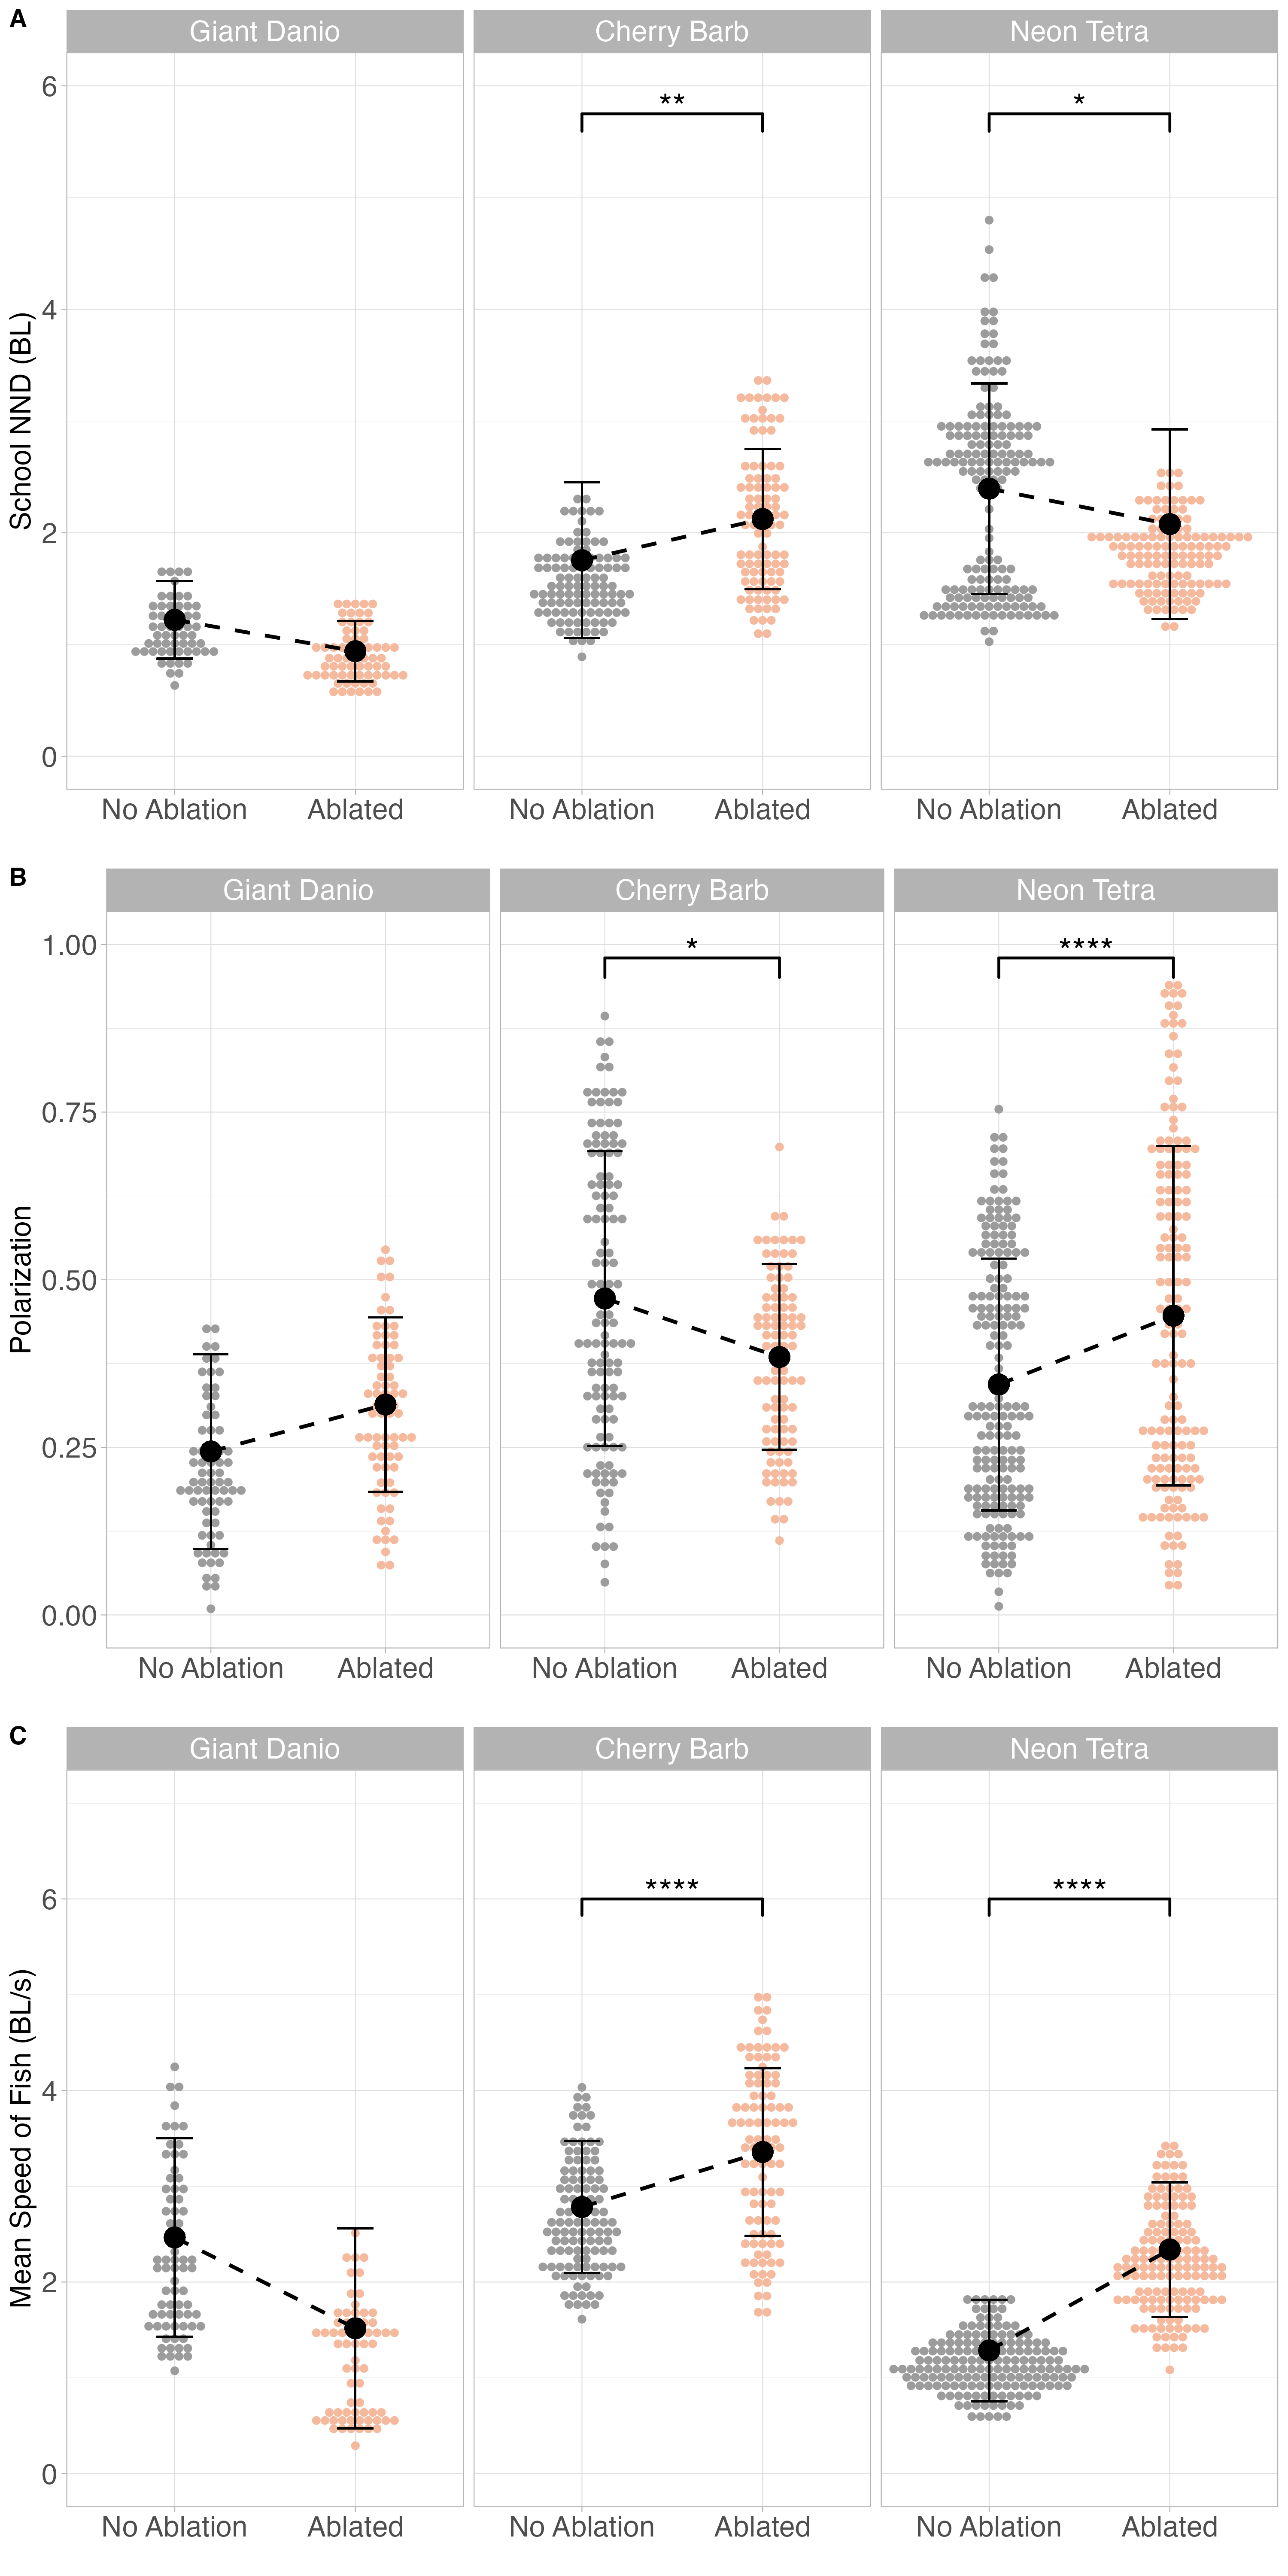 A
Giant Danio Cherry Barb Neon Tetra
** *
6
4
2
0
School NND (BL)
No Ablation Ablated No Ablation Ablated No Ablation Ablated
B
Giant Danio Cherry Barb Neon Tetra
* ****
1.00
0.75
0.50
0.25
0.00
Polarization
No Ablation Ablated No Ablation Ablated No Ablation Ablated
C
Giant Danio Cherry Barb Neon Tetra
**** ****
6
4
2
0
Mean Speed of Fish (BL/s)
No Ablation Ablated No Ablation Ablated No Ablation Ablated